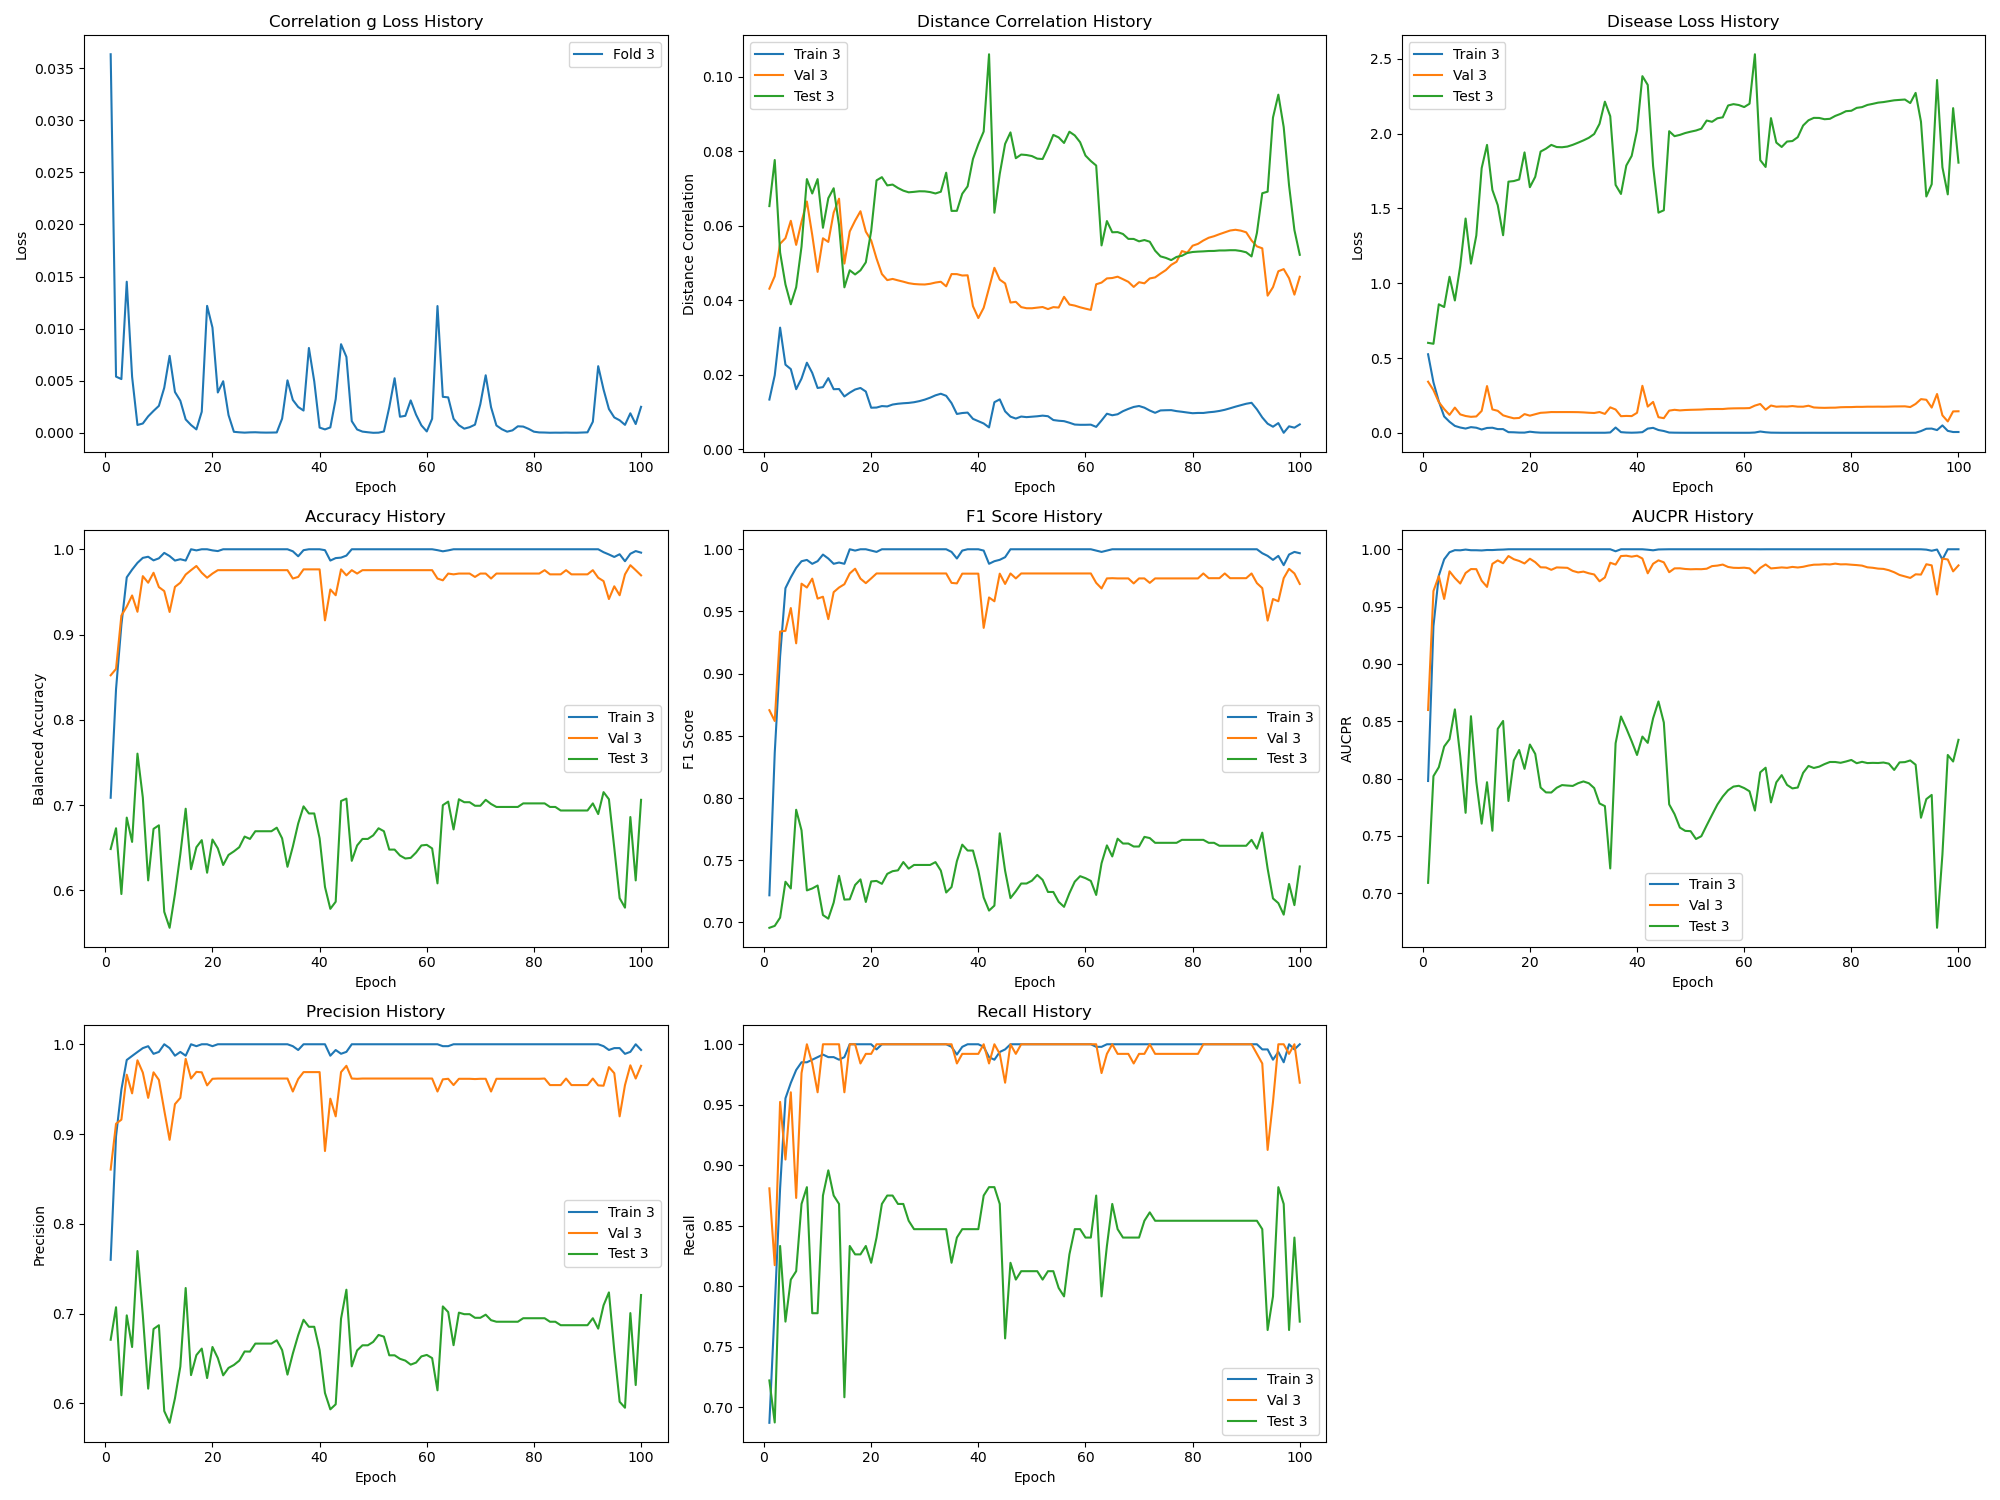 Correlation g Loss History
Fold 3
0.035
0.030
0.025
0.020
0.015
0.010
0.005
0.000
Loss
0 20 40 60 80 100
Epoch
Distance Correlation History
Train 3
Val 3
Test 3
0.10
0.08
0.06
0.04
0.02
0.00
Distance Correlation
0 20 40 60 80 100
Epoch
Disease Loss History
Train 3
Val 3
Test 3
2.5
2.0
1.5
1.0
0.5
0.0
Loss
0 20 40 60 80 100
Epoch
Accuracy History
1.0
0.9
0.8
0.7
0.6
Balanced Accuracy
Train 3
Val 3
Test 3
0 20 40 60 80 100
Epoch
F1 Score History
1.00
0.95
0.90
0.85
0.80
0.75
0.70
F1 Score
Train 3
Val 3
Test 3
0 20 40 60 80 100
Epoch
AUCPR History
1.00
0.95
0.90
0.85
0.80
0.75
0.70
AUCPR
Train 3
Val 3
Test 3
0 20 40 60 80 100
Epoch
Precision History
1.0
0.9
0.8
0.7
0.6
Precision
Train 3
Val 3
Test 3
0 20 40 60 80 100
Epoch
Recall History
1.00
0.95
0.90
0.85
0.80
0.75
0.70
Recall
Train 3
Val 3
Test 3
0 20 40 60 80 100
Epoch